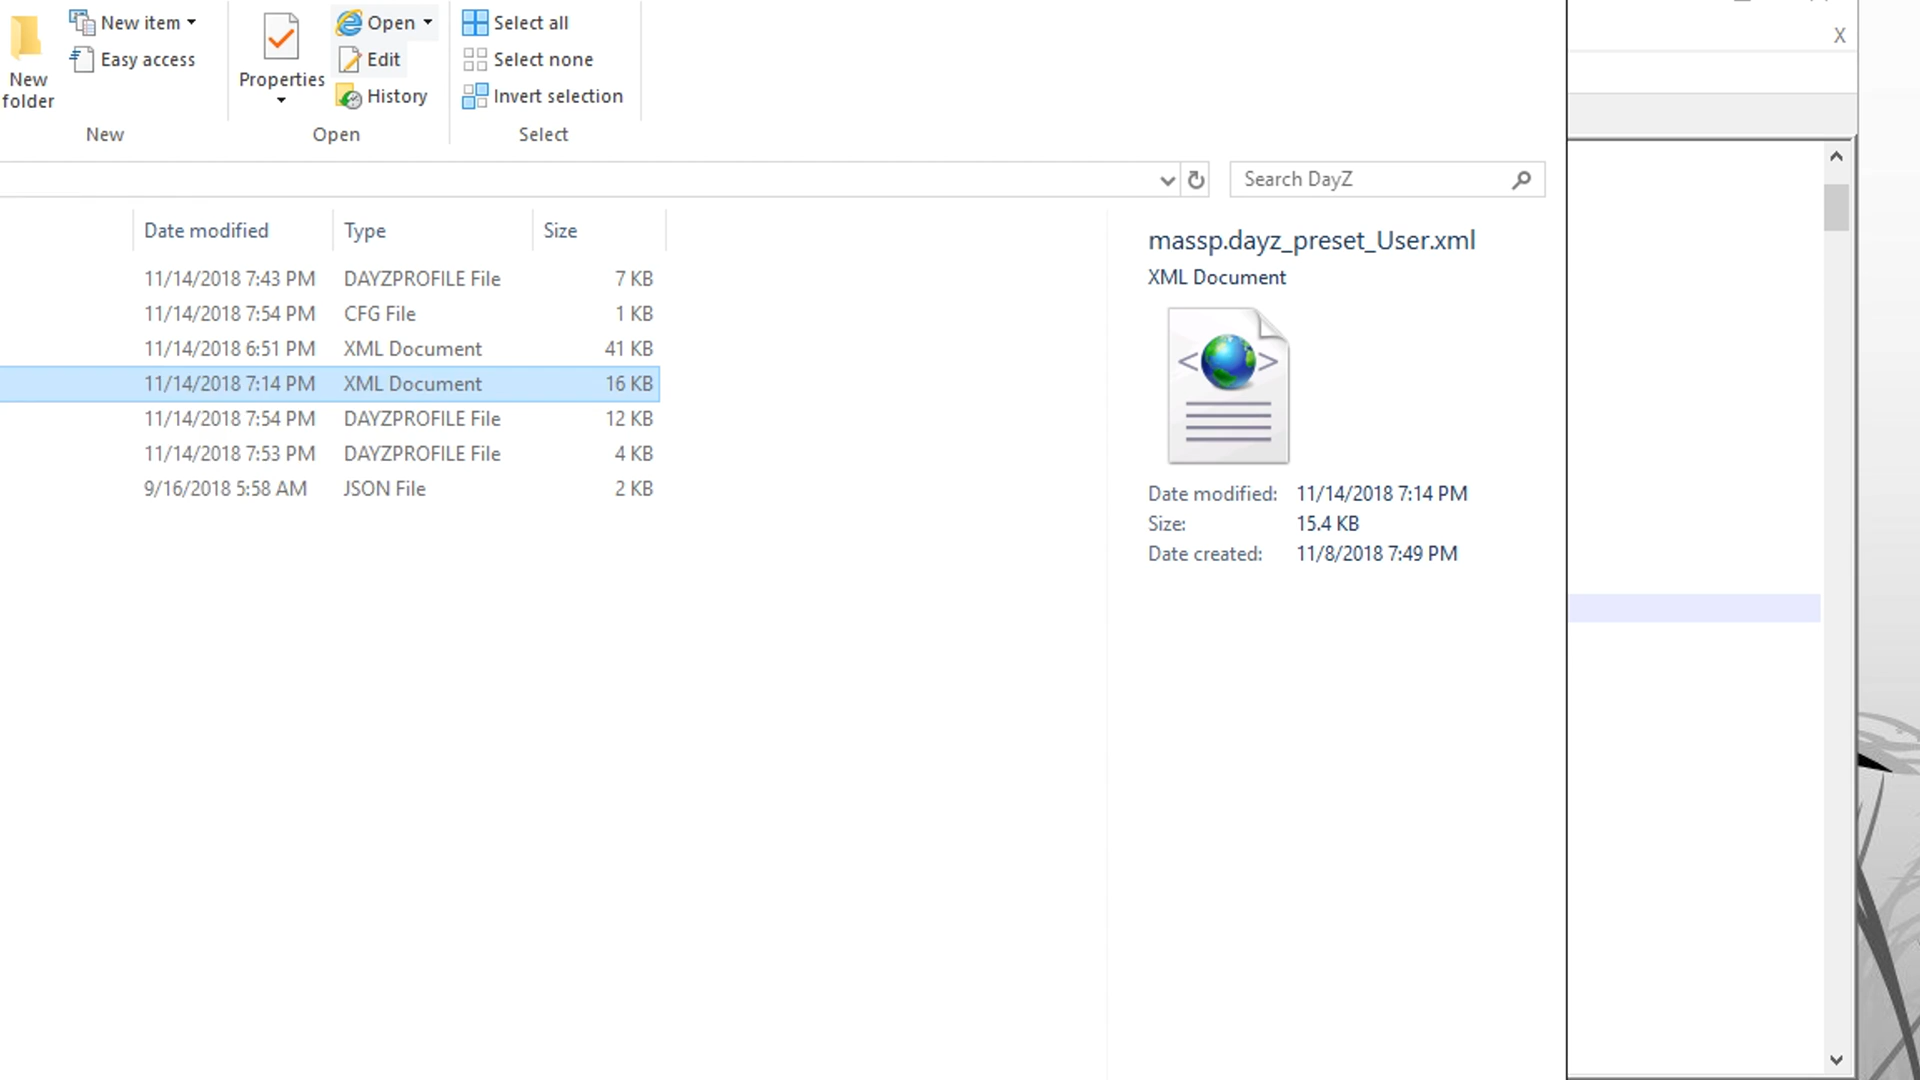 New item
Easy access
New
folder
New
Properties
Open
Edit
History
Open
Select all
Select none
Invert selection
Select
Search DayZ
X
Date modified Type Size
11/14/2018 7:43 PM DAYZPROFILE File 7 KB
11/14/2018 7:54 PM CFG File 1 KB
11/14/2018 6:51 PM XML Document 41 KB
11/14/2018 7:14 PM XML Document 16 KB
11/14/2018 7:54 PM DAYZPROFILE File 12 KB
11/14/2018 7:53 PM DAYZPROFILE File 4 KB
9/16/2018 5:58 AM JSON File 2 KB
massp.dayz_preset_User.xml
XML Document
Date modified: 11/14/2018 7:14 PM
Size: 15.4 KB
Date created: 11/8/2018 7:49 PM